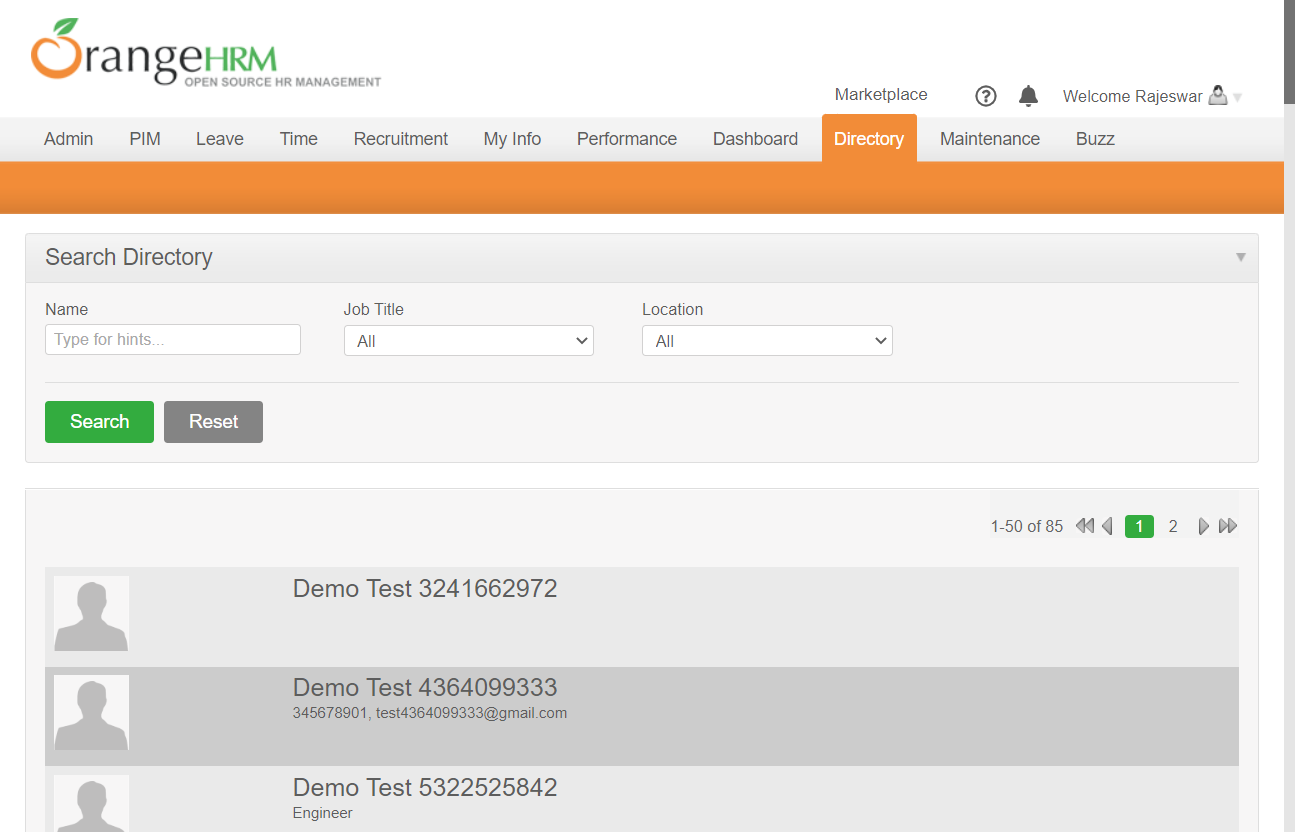 OrangeHRM
OPEN SOURCE HR MANAGEMENT
Marketplace
Welcome Rajeswar
Admin PIM Leave Time Recruitment My Info Performance Dashboard Directory Maintenance Buzz
Search Directory
Name Job Title Location
Type for hints... All All
Search Reset
1-50 of 85 1 2
Demo Test 3241662972
Demo Test 4364099333
345678901, test4364099333@gmail.com
Demo Test 5322525842
Engineer